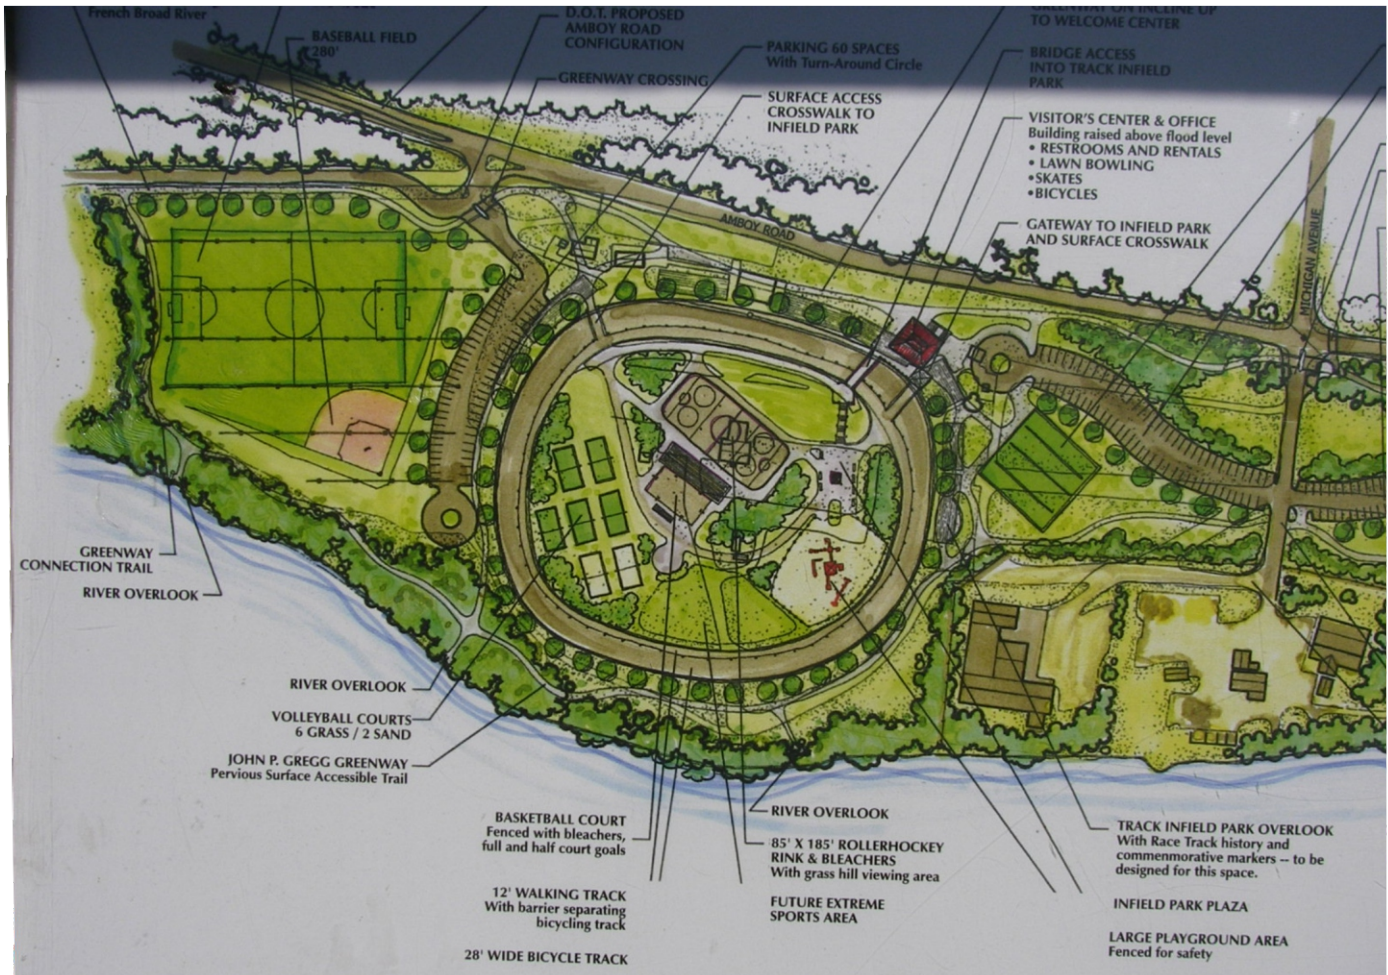 French Broad River
BASEBALL FIELD
280'
D.O.T. PROPOSED
AMBOY ROAD
CONFIGURATION
GREENWAY CROSSING
PARKING 60 SPACES
With Turn-Around Circle
SURFACE ACCESS
CROSSWALK TO
INFIELD PARK
GREENWAY ON INCLINE UP
TO WELCOME CENTER
BRIDGE ACCESS
INTO TRACK INFIELD
PARK
VISITOR'S CENTER & OFFICE
Building raised above flood level
• RESTROOMS AND RENTALS
• LAWN BOWLING
•SKATES
•BICYCLES
GATEWAY TO INFIELD PARK
AND SURFACE CROSSWALK
AMBOY ROAD
MICHIGAN AVENUE
GREENWAY
CONNECTION TRAIL
RIVER OVERLOOK
RIVER OVERLOOK
VOLLEYBALL COURTS
6 GRASS / 2 SAND
JOHN P. GREGG GREENWAY
Pervious Surface Accessible Trail
BASKETBALL COURT
Fenced with bleachers,
full and half court goals
12' WALKING TRACK
With barrier separating
bicycling track
28' WIDE BICYCLE TRACK
RIVER OVERLOOK
85' X 185' ROLLERHOCKEY
RINK & BLEACHERS
With grass hill viewing area
FUTURE EXTREME
SPORTS AREA
TRACK INFIELD PARK OVERLOOK
With Race Track history and
commenmorative markers -- to be
designed for this space.
INFIELD PARK PLAZA
LARGE PLAYGROUND AREA
Fenced for safety